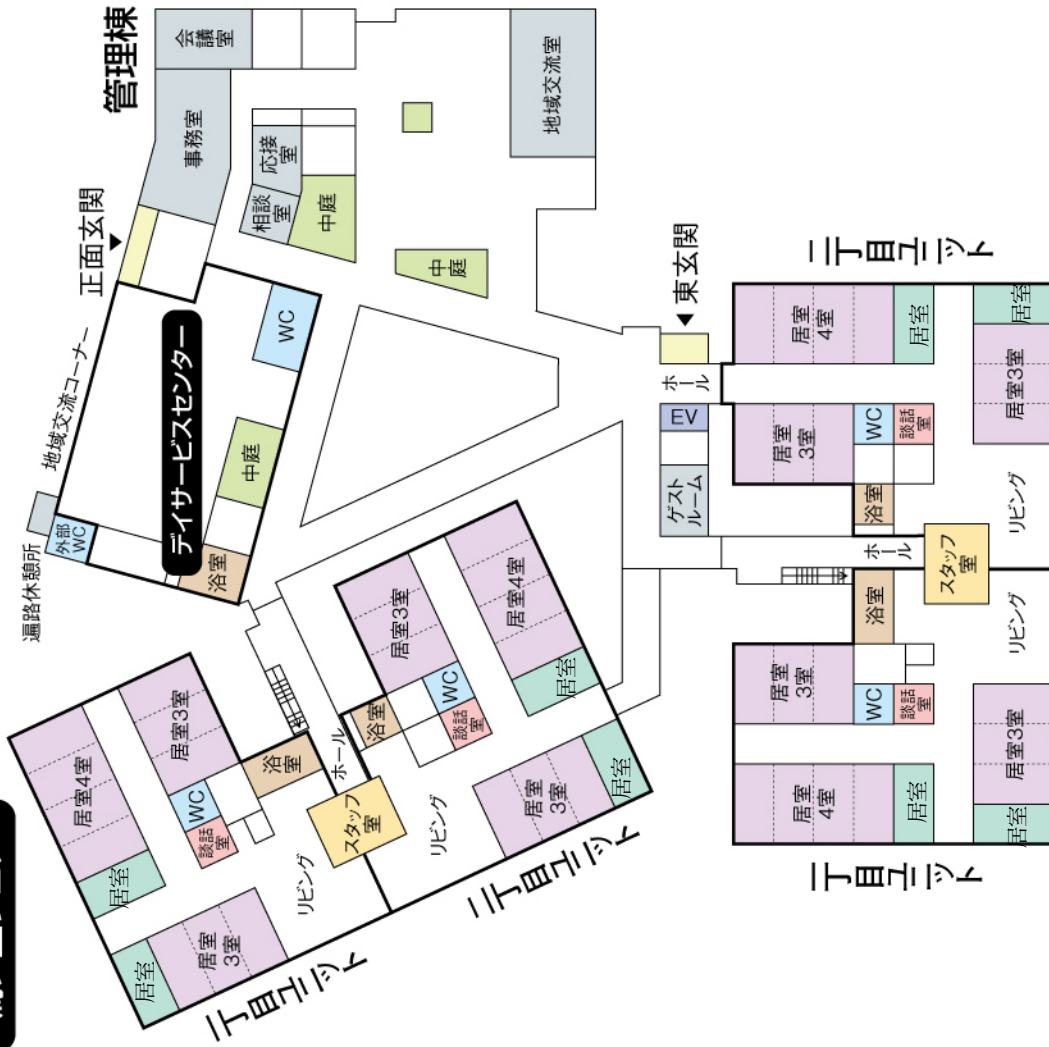 管理棟
会議室
事務室
正面玄関
応接室
相談室
中庭
地域交流室
中庭
地域交流コーナー
デイサービスセンター
WC
中庭
遍路休憩所
外部WC
浴室
東玄関
ホール
EV
ゲストルーム
居室4室
居室3室
居室
WC
談話室
浴室
ホール
スタッフ室
リビング
居室3室
居室
丁目ユニット
浴室
居室3室
WC
談話室
リビング
居室4室
居室
居室3室
居室
丁目ユニット
居室3室
居室4室
WC
浴室
談話室
居室
居室3室
居室
リビング
ホール
スタッフ室
丁目ユニット
居室4室
居室3室
浴室
WC
談話室
居室
リビング
居室3室
居室
丁目ユニット